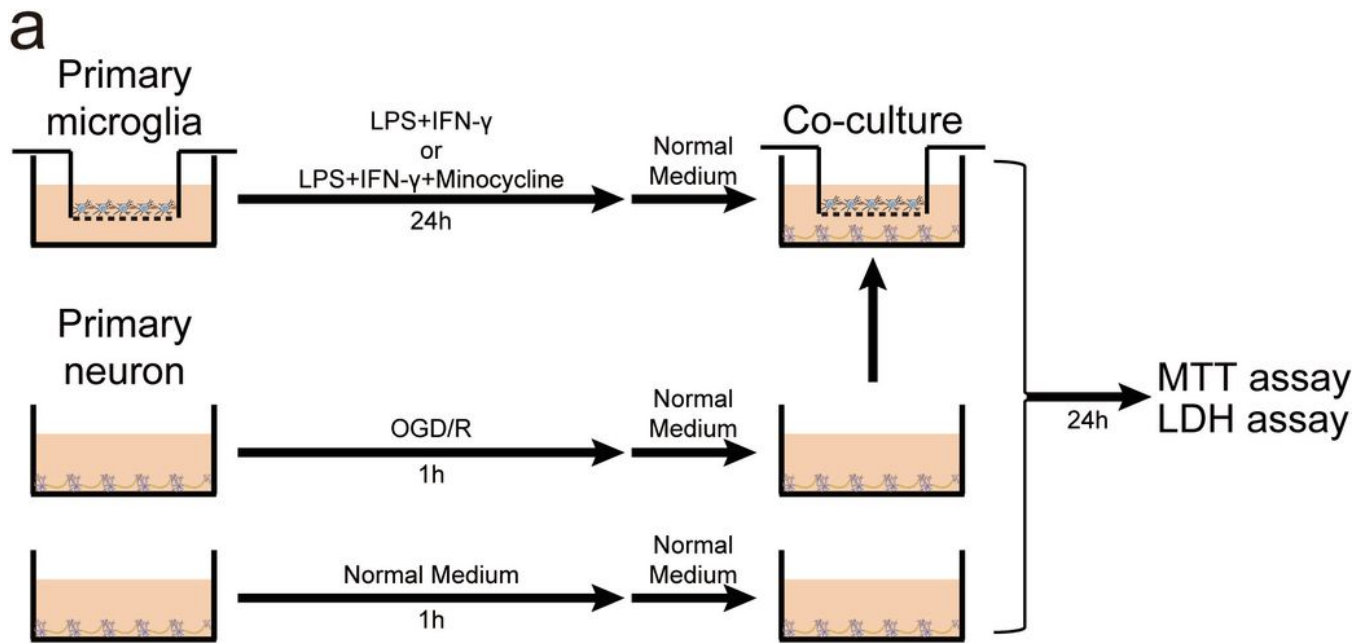 a
Primary
microglia
LPS+IFN-γ
or
LPS+IFN-γ+Minocycline
24h
Normal
Medium
Co-culture
Primary
neuron
OGD/R
1h
Normal
Medium
24h
MTT assay
LDH assay
Normal Medium
1h
Normal
Medium